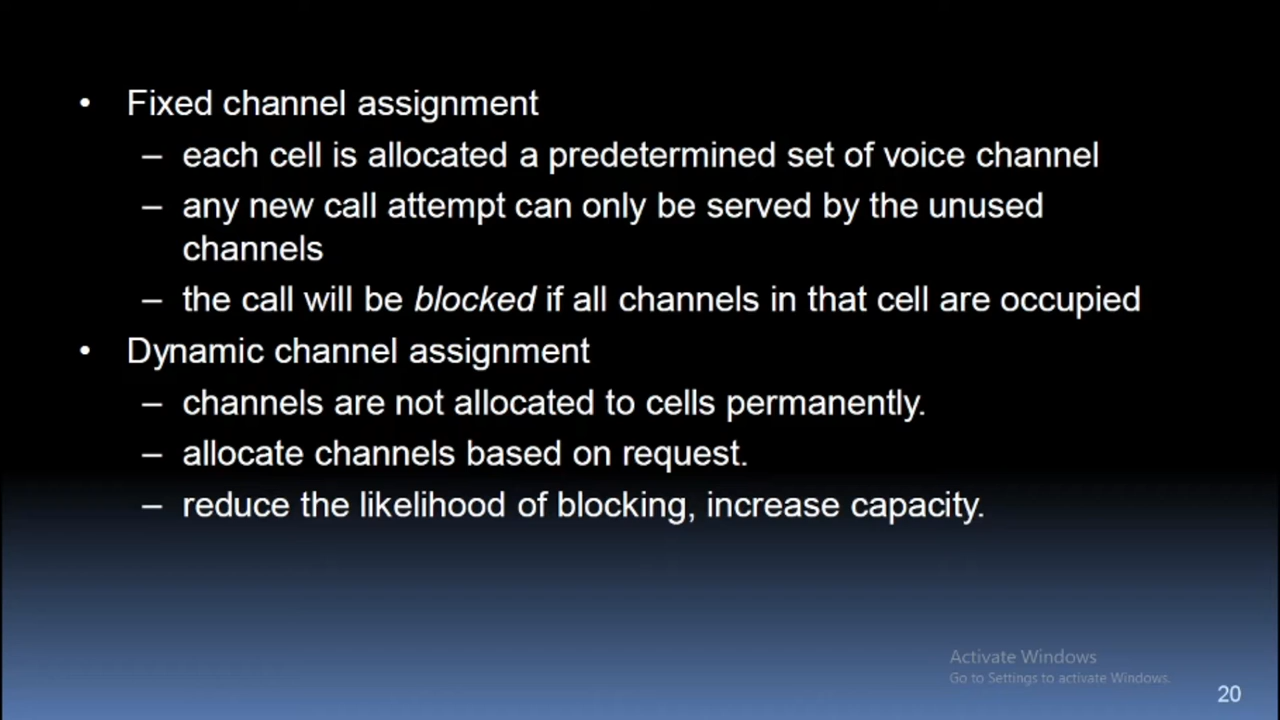 • Fixed channel assignment
– each cell is allocated a predetermined set of voice channel
– any new call attempt can only be served by the unused
channels
– the call will be blocked if all channels in that cell are occupied
• Dynamic channel assignment
– channels are not allocated to cells permanently.
– allocate channels based on request.
– reduce the likelihood of blocking, increase capacity.
Activate Windows
Go to Settings to activate Windows.
20